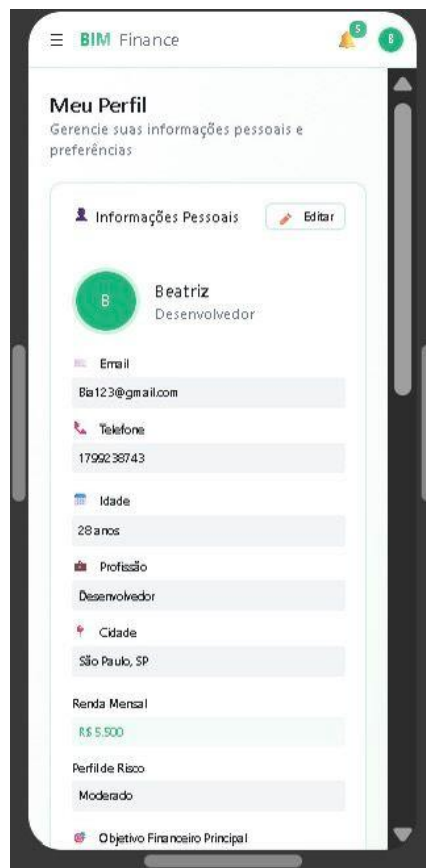 BIM Finance
5
B
Meu Perfil
Gerencie suas informações pessoais e
preferências
Informações Pessoais
Editar
B
Beatriz
Desenvolvedor
Email
Bia123@gmail.com
Telefone
1799238743
Idade
28 anos
Profissão
Desenvolvedor
Cidade
São Paulo, SP
Renda Mensal
R$ 5.500
Perfil de Risco
Moderado
Objetivo Financeiro Principal